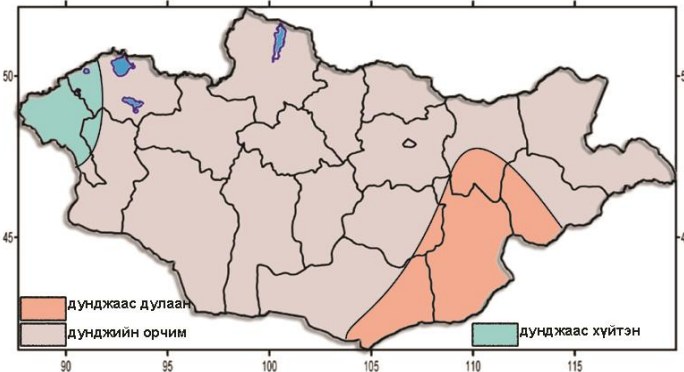 50
45
дунджаас дулаан
дунджийн орчим
дунджаас хүйтэн
90 95 100 105 110 115